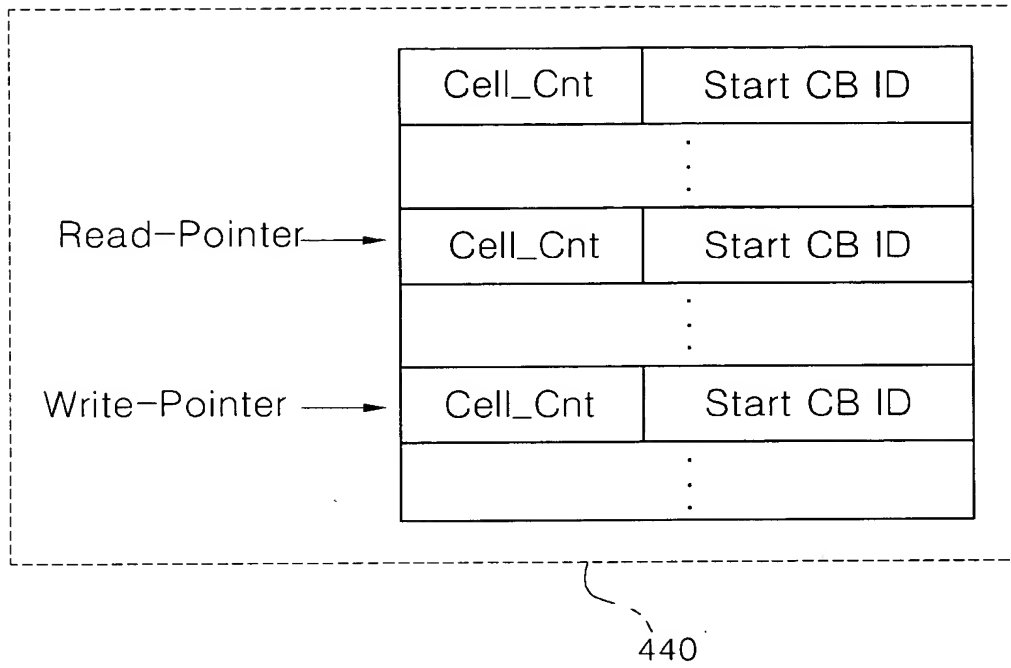 Cell_Cnt Start CB ID
Read-Pointer Cell_Cnt Start CB ID
Write-Pointer Cell_Cnt Start CB ID
440